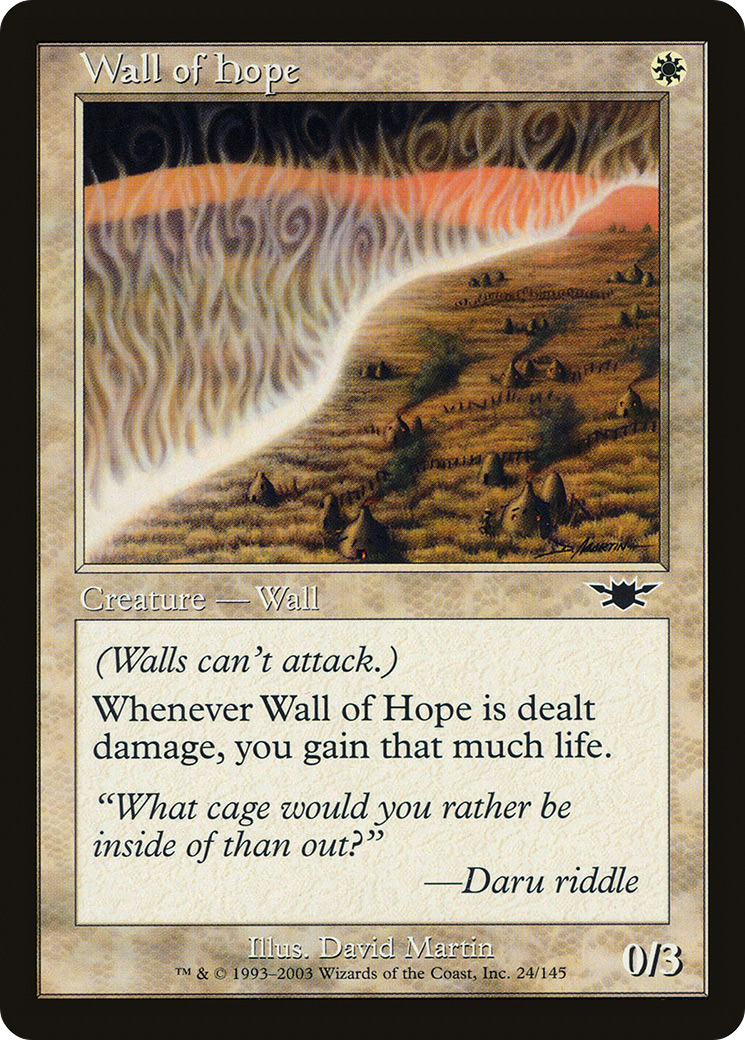 Wall of Hope
D. MARTIN
Creature — Wall
(Walls can't attack.)
Whenever Wall of Hope is dealt
damage, you gain that much life.
"What cage would you rather be
inside of than out?"
—Daru riddle
Illus. David Martin
0/3
™ & © 1993–2003 Wizards of the Coast, Inc. 24/145